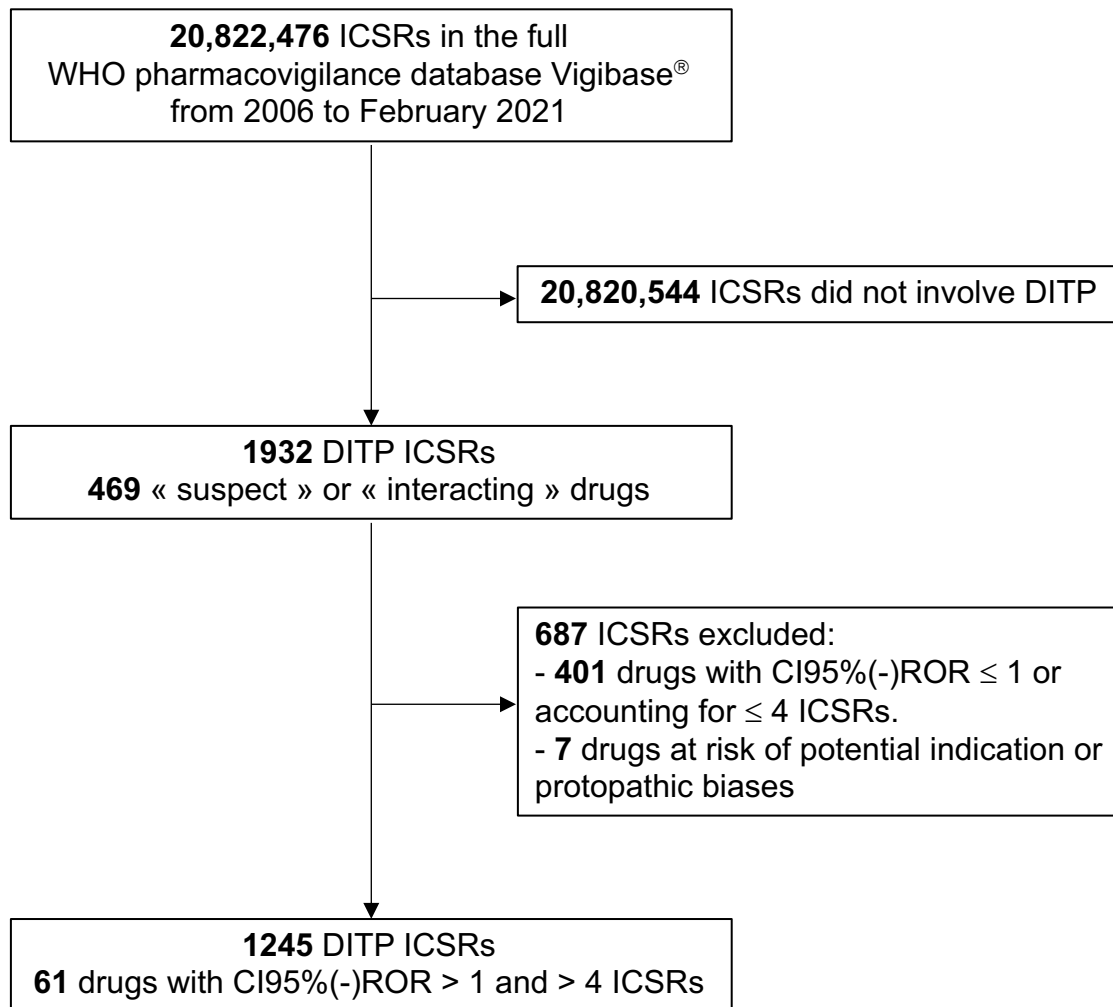 20,822,476 ICSRs in the full
WHO pharmacovigilance database Vigibase®
from 2006 to February 2021
20,820,544 ICSRs did not involve DITP
1932 DITP ICSRs
469 « suspect » or « interacting » drugs
687 ICSRs excluded:
- 401 drugs with CI95%(-)ROR ≤ 1 or
accounting for ≤ 4 ICSRs.
- 7 drugs at risk of potential indication or
protopathic biases
1245 DITP ICSRs
61 drugs with CI95%(-)ROR > 1 and > 4 ICSRs